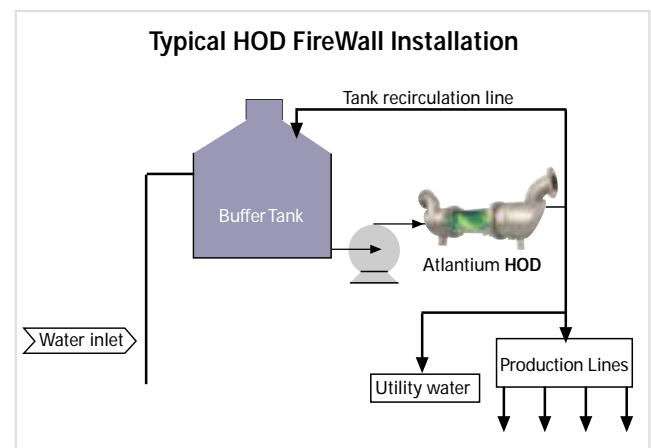 Typical HOD FireWall Installation
Tank recirculation line
Buffer Tank
Atlantium HOD
Water inlet
Production Lines
Utility water